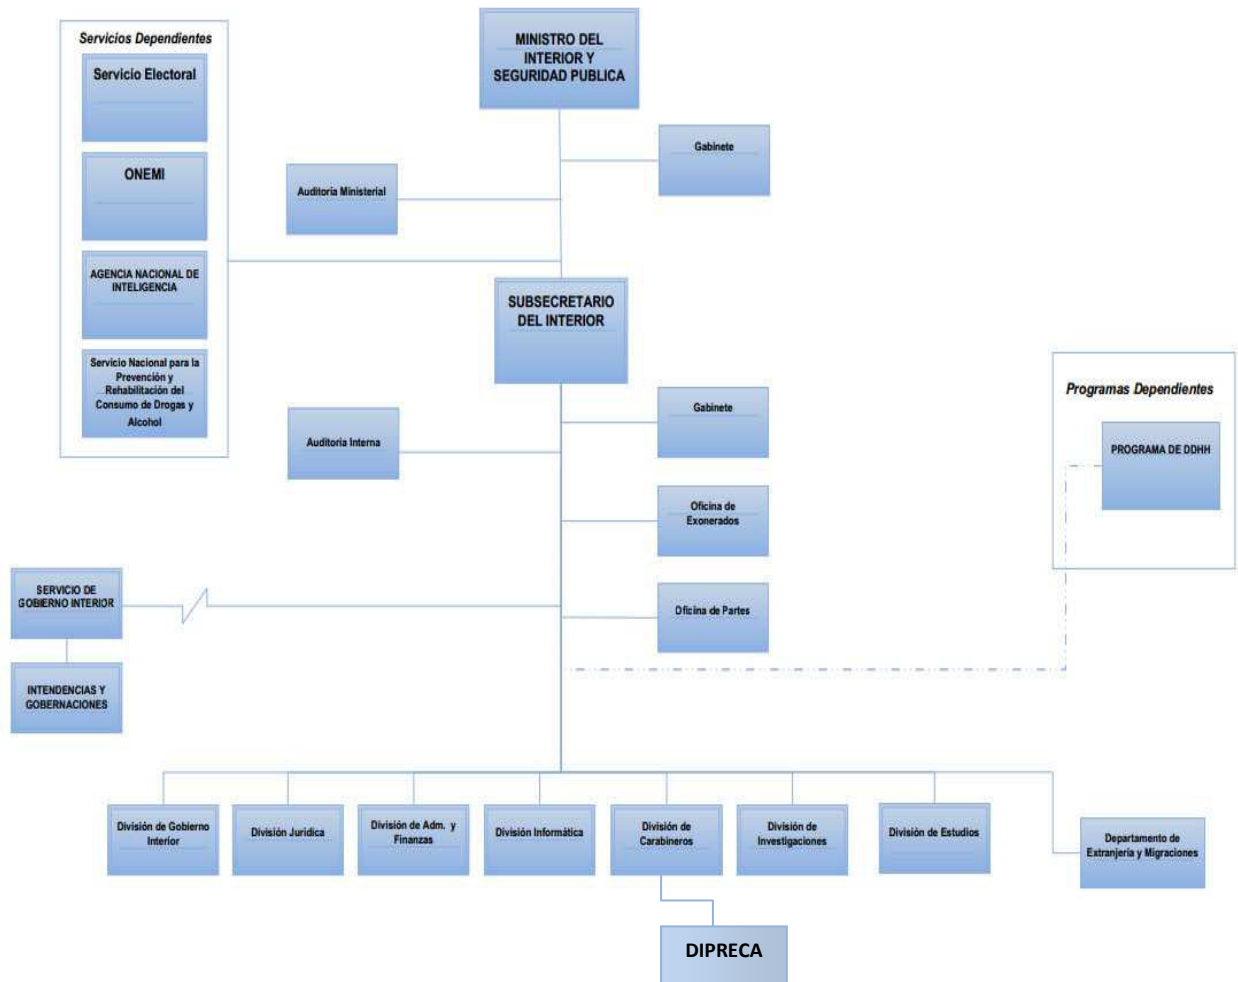 Servicios Dependientes
Servicio Electoral
ONEMI
AGENCIA NACIONAL DE
INTELIGENCIA
Servicio Nacional para la
Prevención y
Rehabilitación del
Consumo de Drogas y
Alcohol
MINISTRO DEL
INTERIOR Y
SEGURIDAD PUBLICA
Gabinete
Auditoría Ministerial
SUBSECRETARIO
DEL INTERIOR
Gabinete
Auditoría Interna
Oficina de
Exonerados
Oficina de Partes
Programas Dependientes
PROGRAMA DE DDHH
SERVICIO DE
GOBIERNO INTERIOR
INTENDENCIAS Y
GOBERNACIONES
División de Gobierno
Interior
División Jurídica
División de Adm. y
Finanzas
División Informática
División de
Carabineros
División de
Investigaciones
División de Estudios
Departamento de
Extranjería y Migraciones
DIPRECA